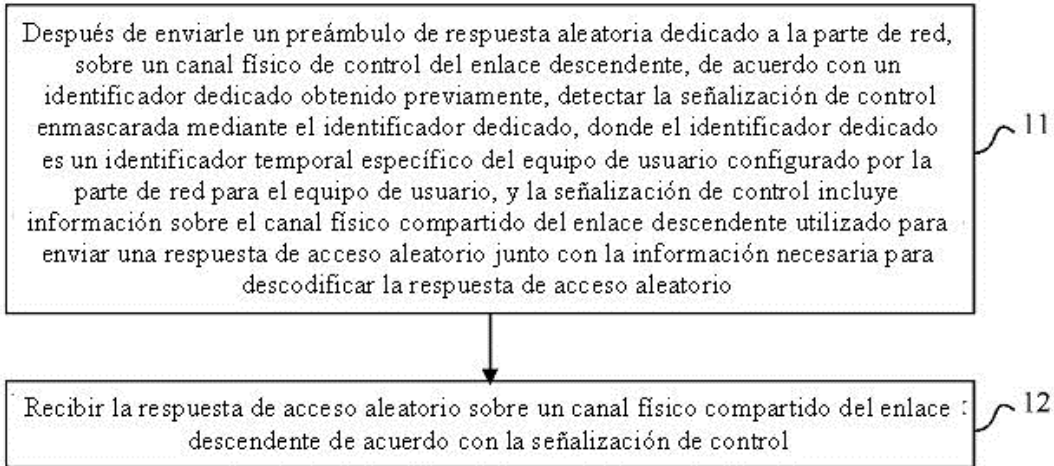 Después de enviarle un preámbulo de respuesta aleatoria dedicado a la parte de red,
sobre un canal físico de control del enlace descendente, de acuerdo con un
identificador dedicado obtenido previamente, detectar la señalización de control
enmascarada mediante el identificador dedicado, donde el identificador dedicado
es un identificador temporal específico del equipo de usuario configurado por la
parte de red para el equipo de usuario, y la señalización de control incluye
información sobre el canal físico compartido del enlace descendente utilizado para
enviar una respuesta de acceso aleatorio junto con la información necesaria para
descodificar la respuesta de acceso aleatorio
11
Recibir la respuesta de acceso aleatorio sobre un canal físico compartido del enlace
descendente de acuerdo con la señalización de control
12